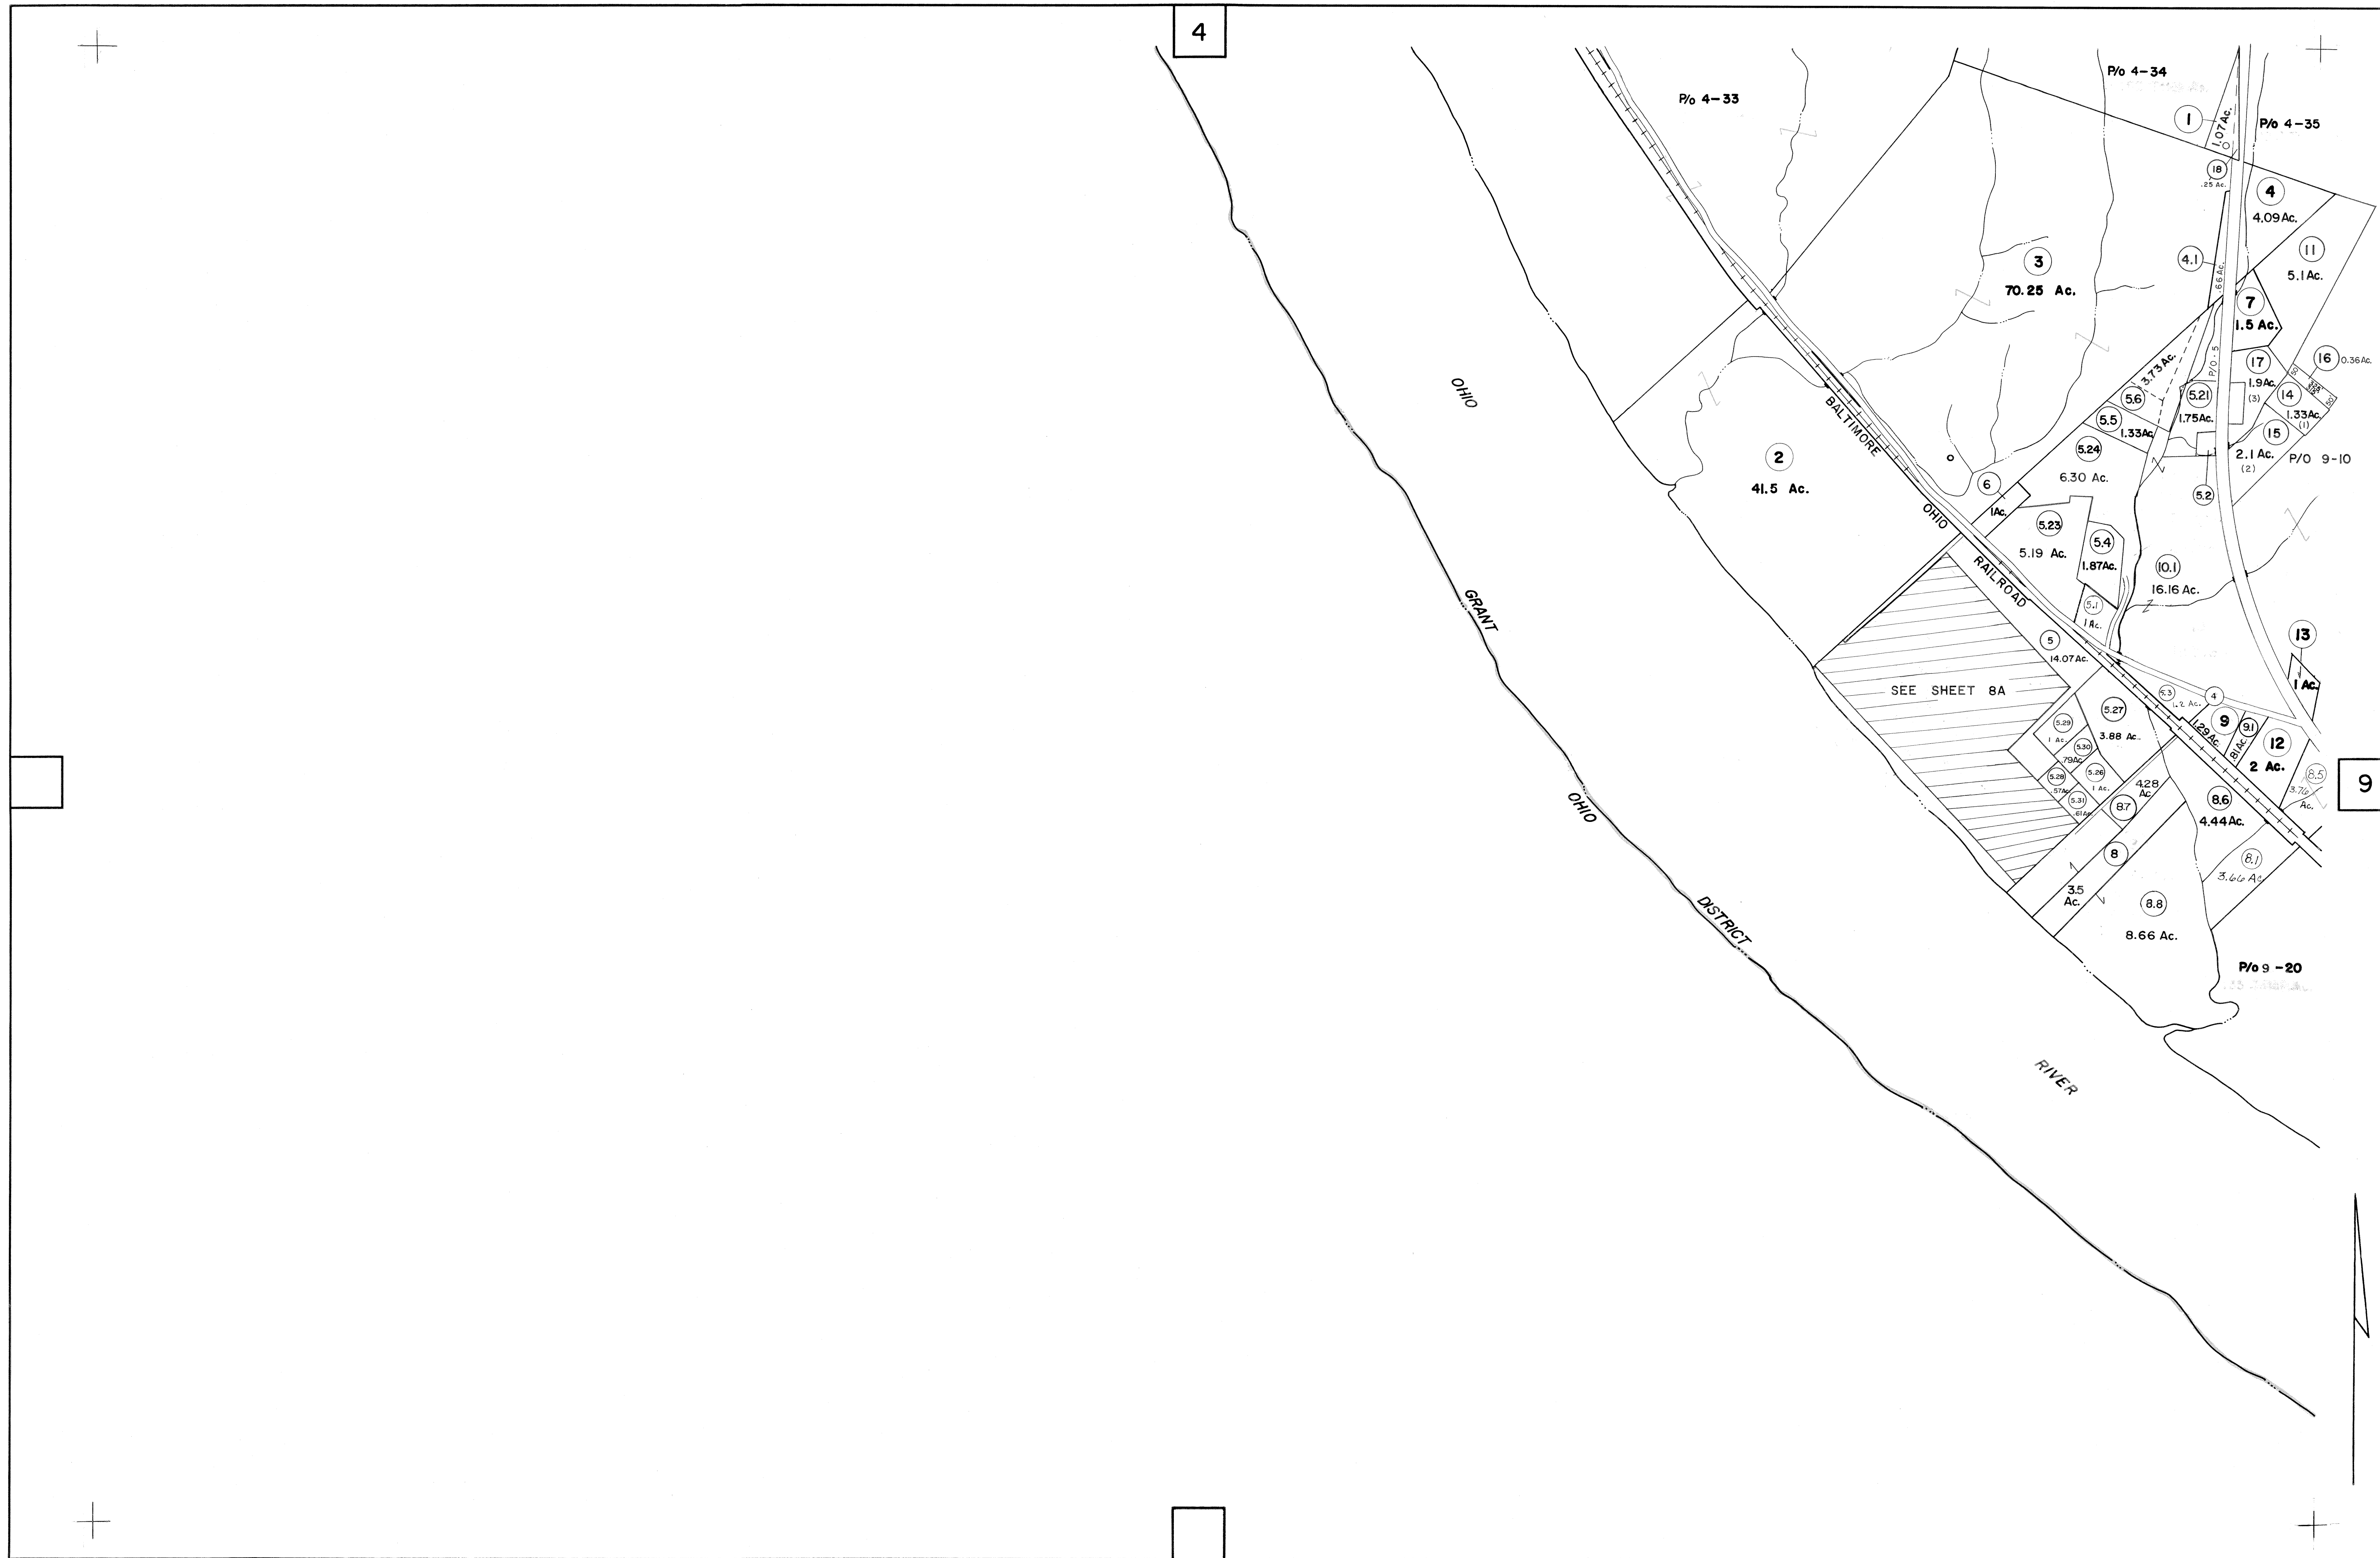 4
P/o 4-34
P/o 4-33
1
1.07 Ac.
P/o 4-35
18
.25 Ac.
4
4.09 Ac.
4.1
.66 Ac.
11
5.1 Ac.
3
70.25 Ac.
7
1.5 Ac.
P/O - 5
16
0.36 Ac.
17
1.9 Ac.
(3)
50
14
1.33 Ac.
(1)
50
3.73 Ac.
5.6
5.21
1.75 Ac.
5.5
1.33 Ac.
15
2.1 Ac.
(2)
P/O 9-10
5.24
6.30 Ac.
5.2
OHIO
BALTIMORE
OHIO
RAILROAD
2
41.5 Ac.
6
1 Ac.
5.23
5.19 Ac.
5.4
1.87 Ac.
10.1
16.16 Ac.
5.1
1 Ac.
GRANT
5
14.07 Ac.
13
1 Ac.
SEE SHEET 8A
5.3
1.2 Ac.
4
5.27
3.88 Ac.
5.29
1 Ac.
9
1.29 Ac.
9.1
.81 Ac.
12
2 Ac.
5.30
.79 Ac.
5.28
.57 Ac.
5.26
1 Ac.
5.31
.61 Ac.
4.28
Ac.
8.7
8.6
4.44 Ac.
8.5
3.76
Ac.
9
OHIO
8
3.5
Ac.
8.1
3.66 Ac
8.8
8.66 Ac.
DISTRICT
P/o 9-20
RIVER